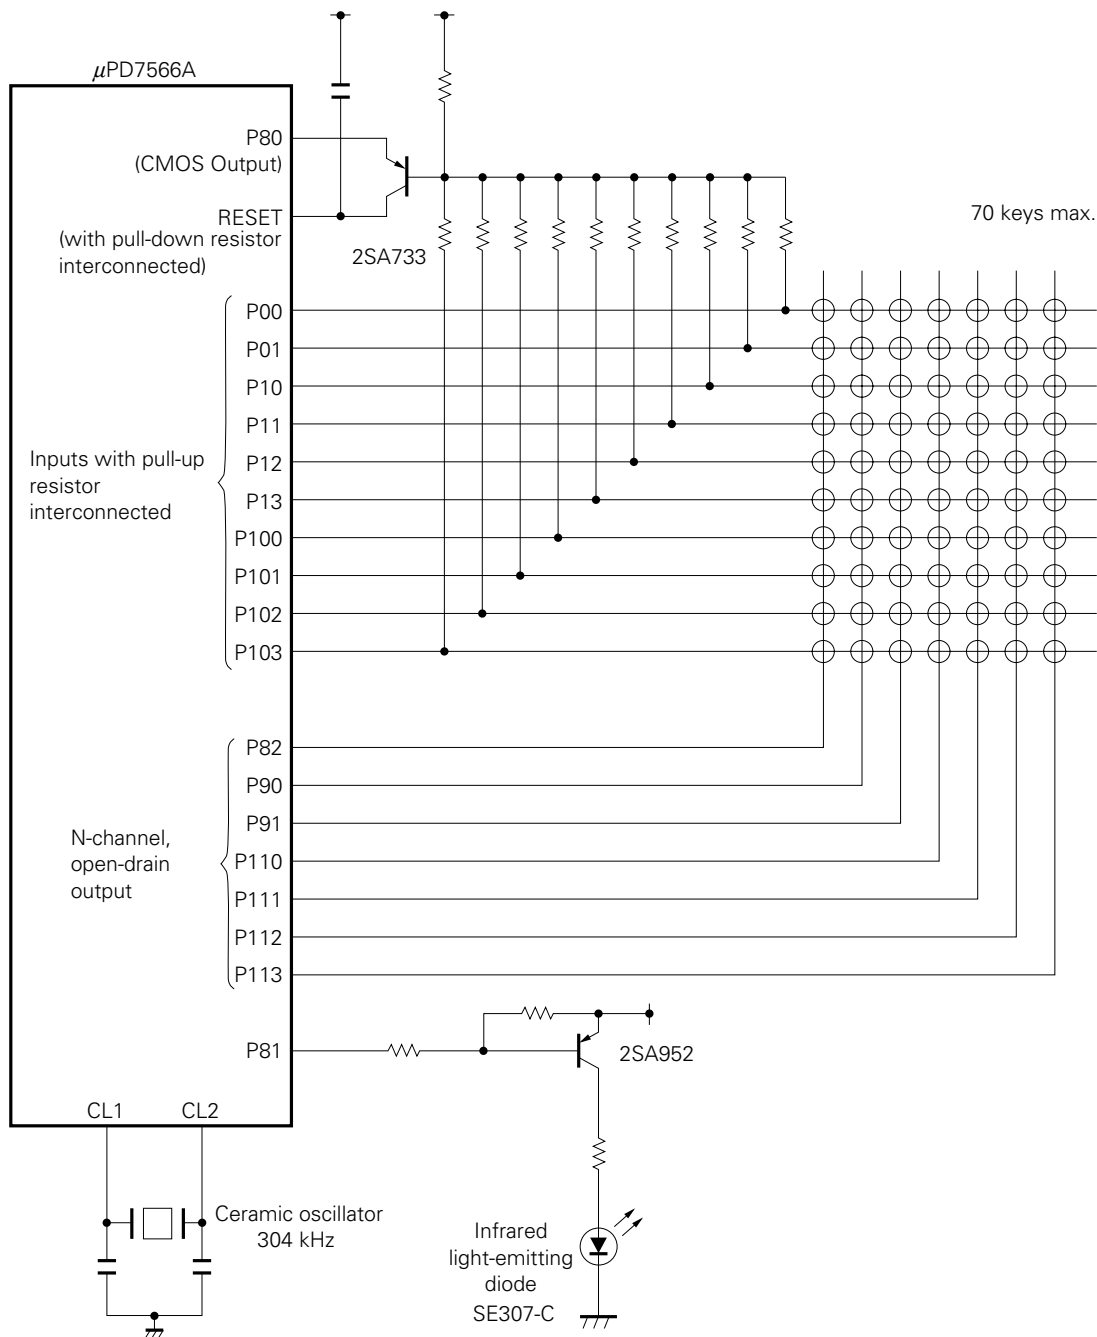 µPD7566A
P80
(CMOS Output)
RESET
(with pull-down resistor
interconnected)
2SA733
70 keys max.
P00
P01
P10
P11
Inputs with pull-up
resistor
interconnected
P12
P13
P100
P101
P102
P103
P82
P90
P91
N-channel,
open-drain
output
P110
P111
P112
P113
P81
2SA952
CL1 CL2
Ceramic oscillator
304 kHz
Infrared
light-emitting
diode
SE307-C